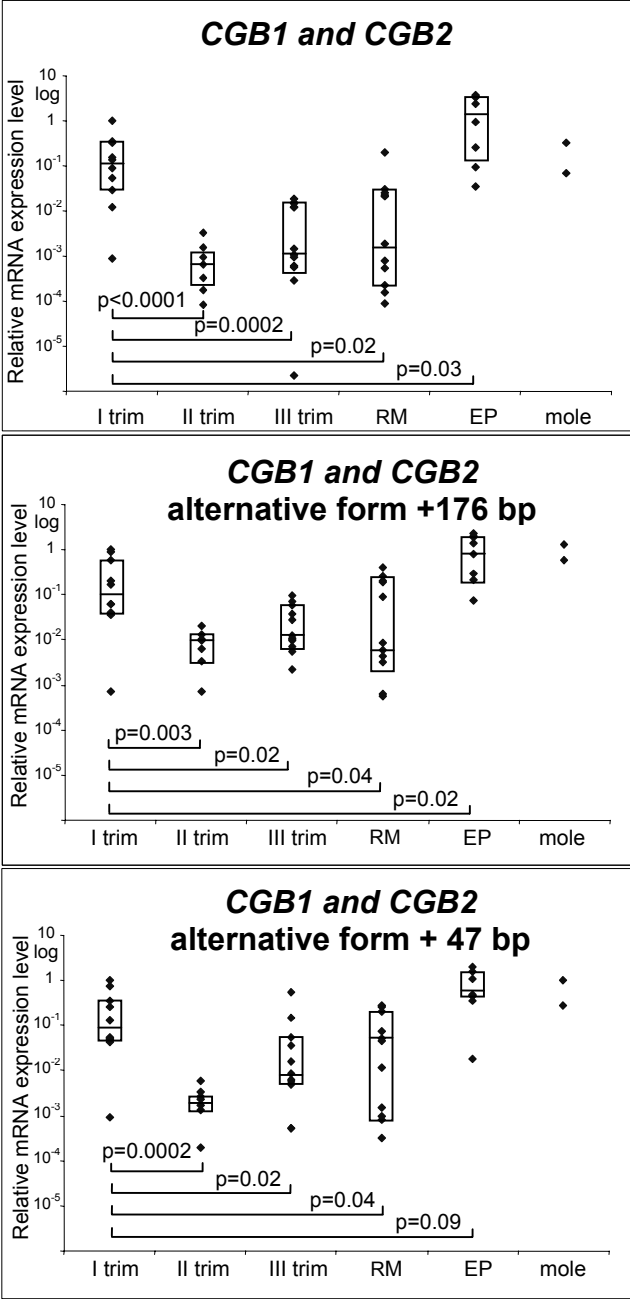 CGB1 and CGB2
Relative mRNA expression level
10
log
1
10-1
10-2
10-3
10-4
10-5
p<0.0001
p=0.0002
p=0.02
p=0.03
I trim II trim III trim RM EP mole
CGB1 and CGB2
alternative form +176 bp
Relative mRNA expression level
10
log
1
10-1
10-2
10-3
10-4
10-5
p=0.003
p=0.02
p=0.04
p=0.02
I trim II trim III trim RM EP mole
CGB1 and CGB2
alternative form + 47 bp
Relative mRNA expression level
10
log
1
10-1
10-2
10-3
10-4
10-5
p=0.0002
p=0.02
p=0.04
p=0.09
I trim II trim III trim RM EP mole